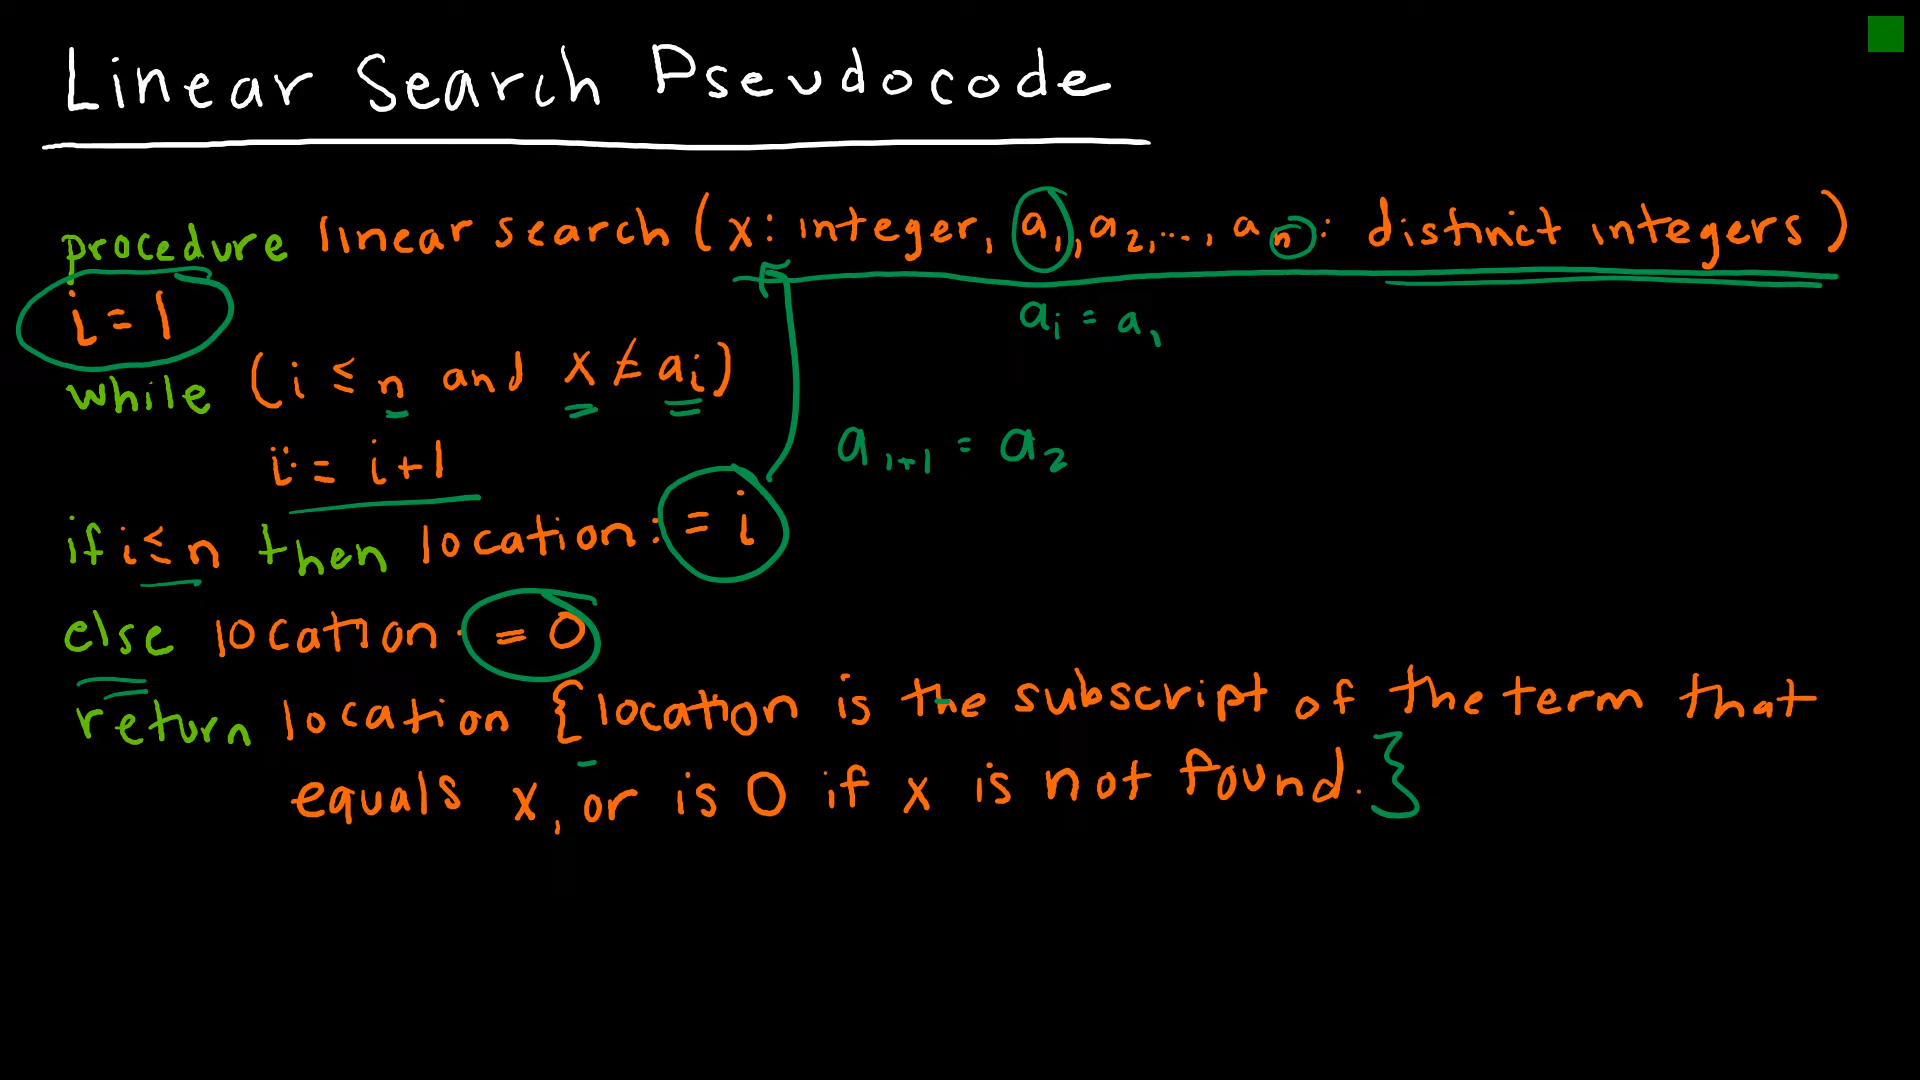 Linear Search Pseudocode
procedure linear search (x: integer, a₁, a₂, ..., aₙ: distinct integers)
i = 1
aᵢ = a₁
while (i ≤ n and x ≠ aᵢ)
i := i+1
a₁₊₁ = a₂
if i ≤ n then location := i
else location := 0
return location {location is the subscript of the term that
equals x, or is 0 if x is not found.}